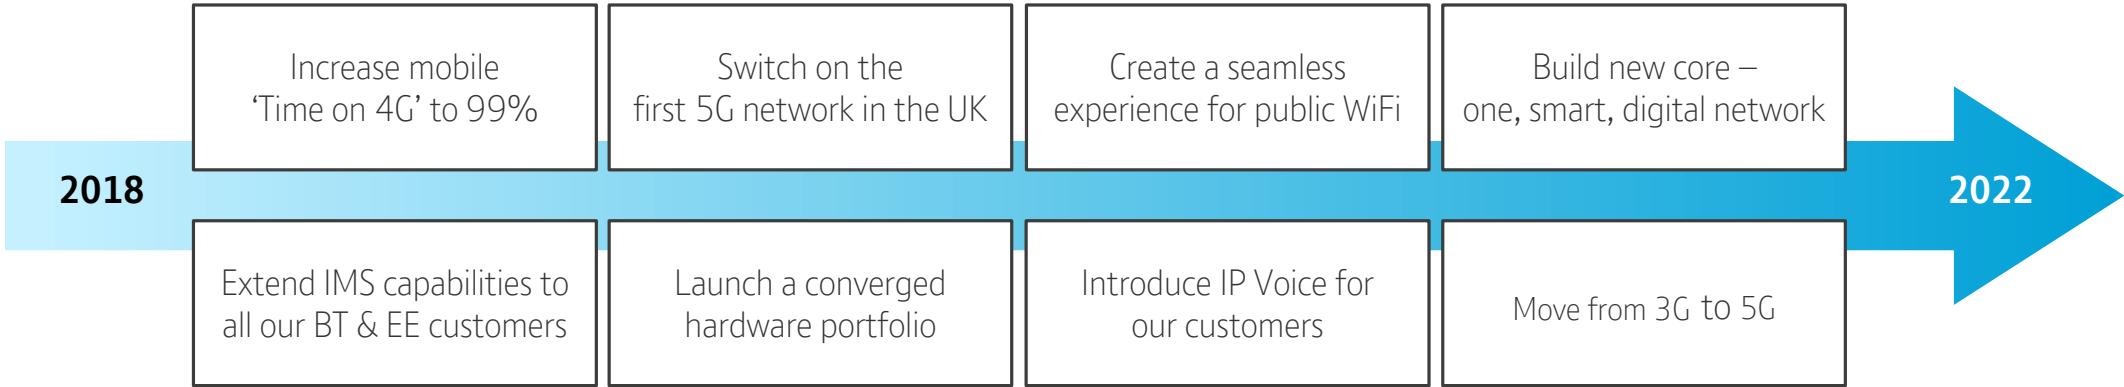 Increase mobile
‘Time on 4G’ to 99%
Switch on the
first 5G network in the UK
Create a seamless
experience for public WiFi
Build new core –
one, smart, digital network
2018
2022
Extend IMS capabilities to
all our BT & EE customers
Launch a converged
hardware portfolio
Introduce IP Voice for
our customers
Move from 3G to 5G